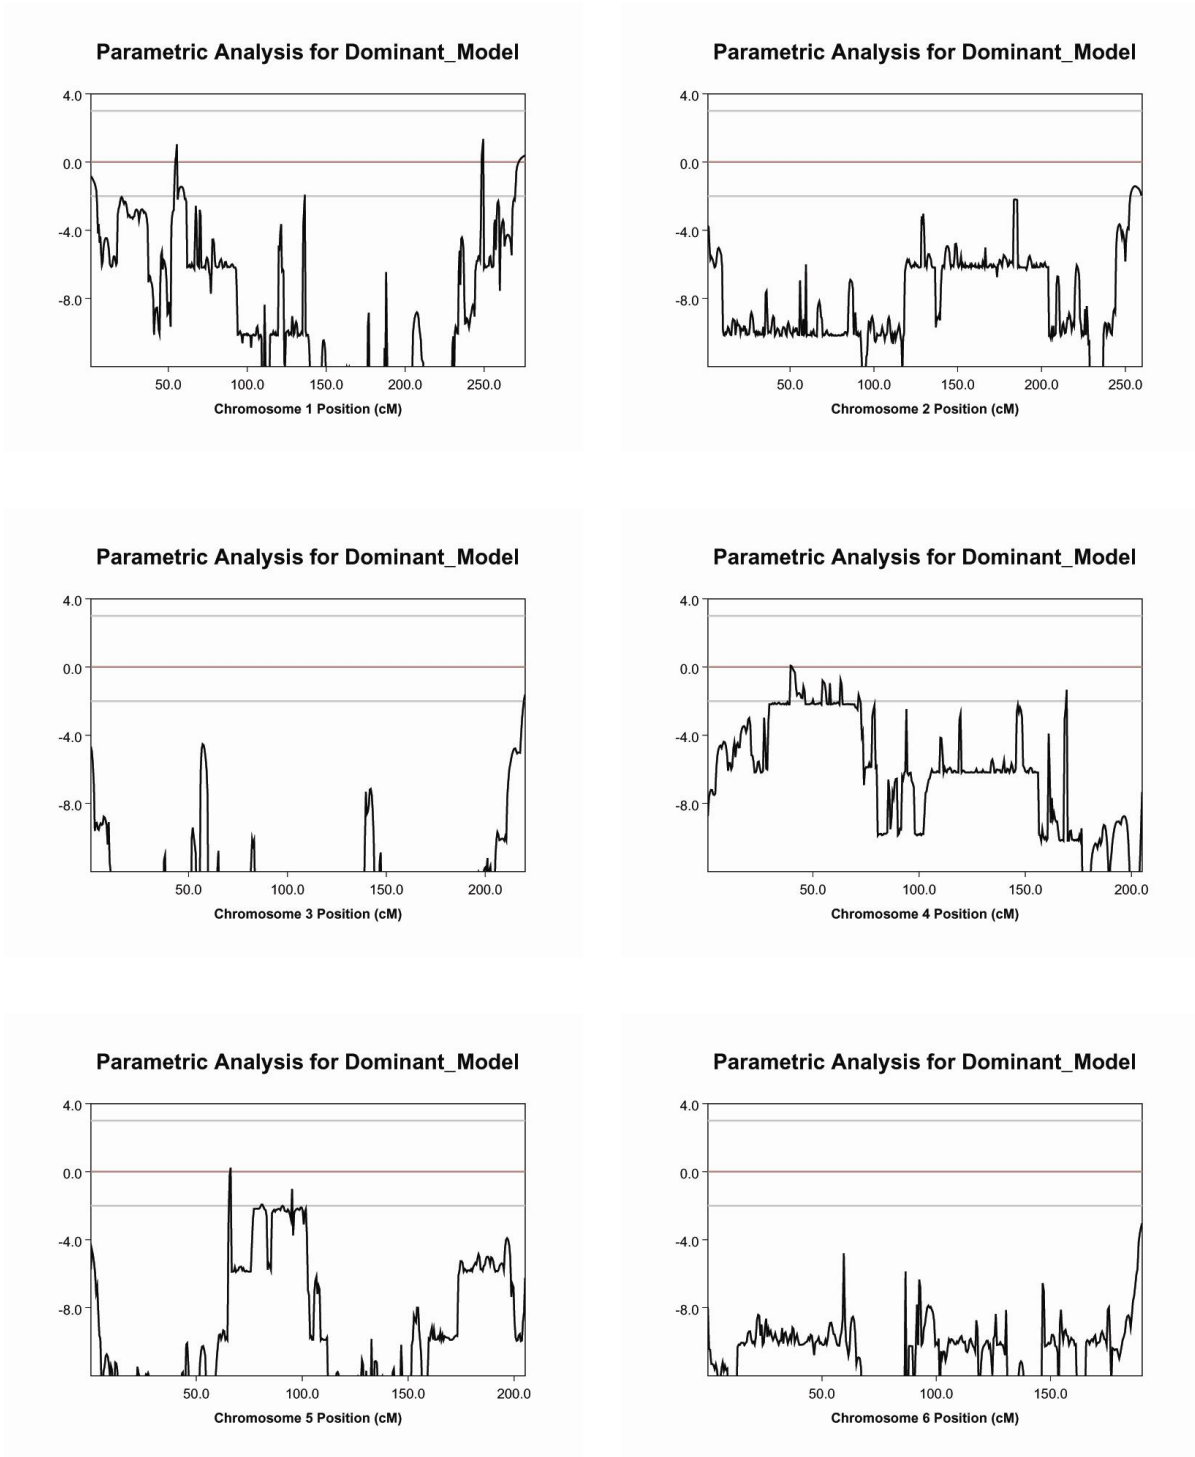 Parametric Analysis for Dominant_Model
4.0
0.0
-4.0
-8.0
50.0 100.0 150.0 200.0 250.0
Chromosome 1 Position (cM)
Parametric Analysis for Dominant_Model
4.0
0.0
-4.0
-8.0
50.0 100.0 150.0 200.0 250.0
Chromosome 2 Position (cM)
Parametric Analysis for Dominant_Model
4.0
0.0
-4.0
-8.0
50.0 100.0 150.0 200.0
Chromosome 3 Position (cM)
Parametric Analysis for Dominant_Model
4.0
0.0
-4.0
-8.0
50.0 100.0 150.0 200.0
Chromosome 4 Position (cM)
Parametric Analysis for Dominant_Model
4.0
0.0
-4.0
-8.0
50.0 100.0 150.0 200.0
Chromosome 5 Position (cM)
Parametric Analysis for Dominant_Model
4.0
0.0
-4.0
-8.0
50.0 100.0 150.0
Chromosome 6 Position (cM)